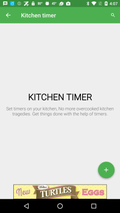 4:57
Kitchen timer
KITCHEN TIMER
Set timers on your kitchen. No more overcooked kitchen
tragedies. Get things done with the help of timers.
TURTLES
EGGS